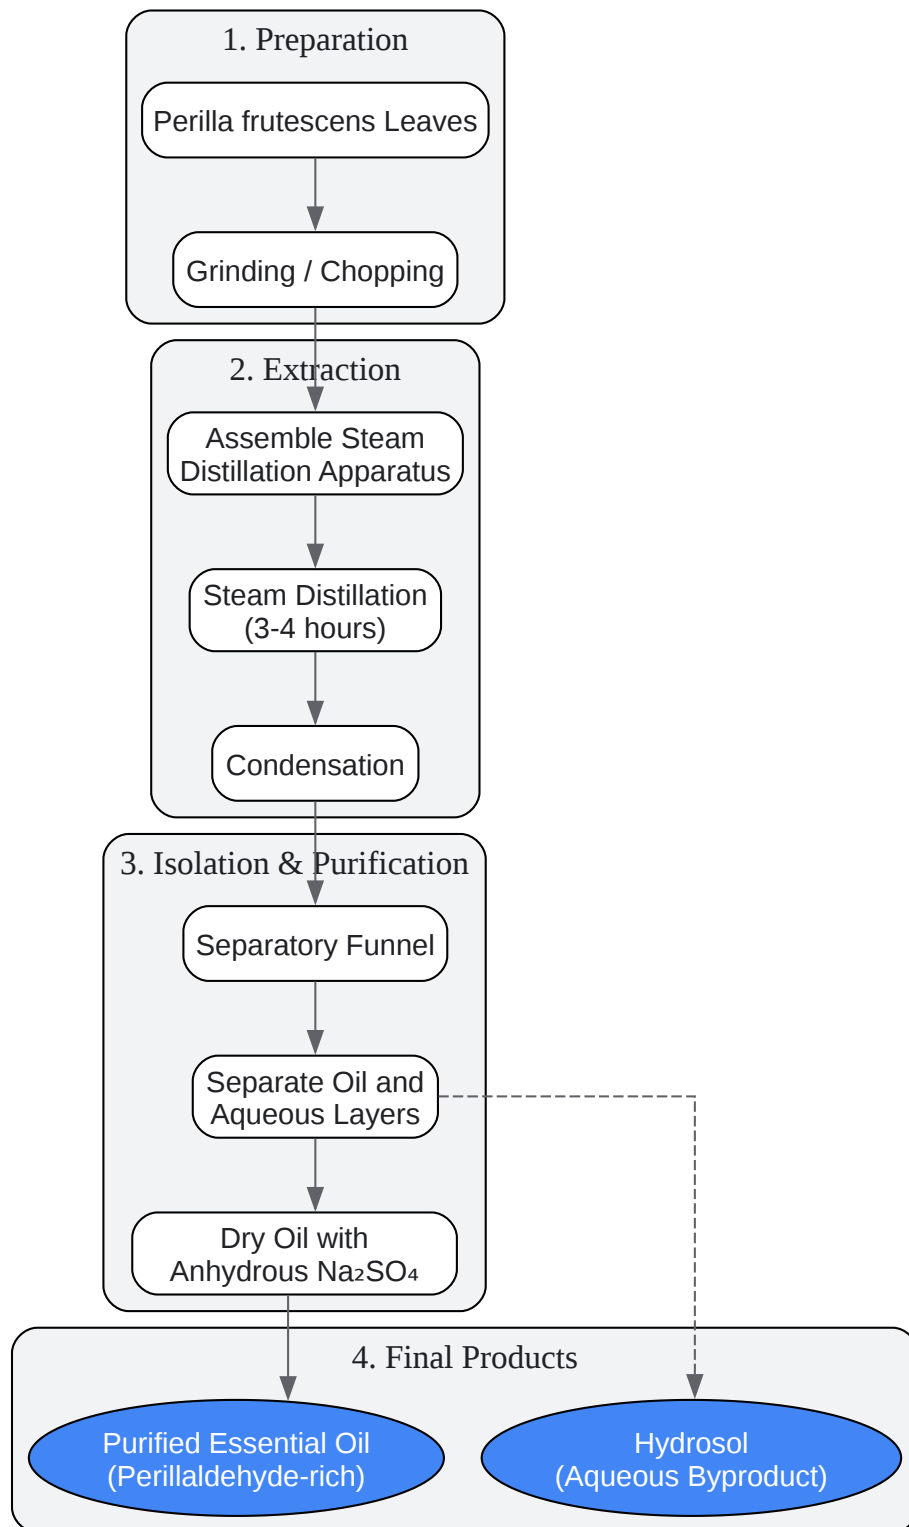 1. Preparation
Perilla frutescens Leaves
Grinding / Chopping
2. Extraction
Assemble Steam
Distillation Apparatus
Steam Distillation
(3-4 hours)
Condensation
3. Isolation & Purification
Separatory Funnel
Separate Oil and
Aqueous Layers
Dry Oil with
Anhydrous Na₂SO₄
4. Final Products
Purified Essential Oil
(Perillaldehyde-rich)
Hydrosol
(Aqueous Byproduct)